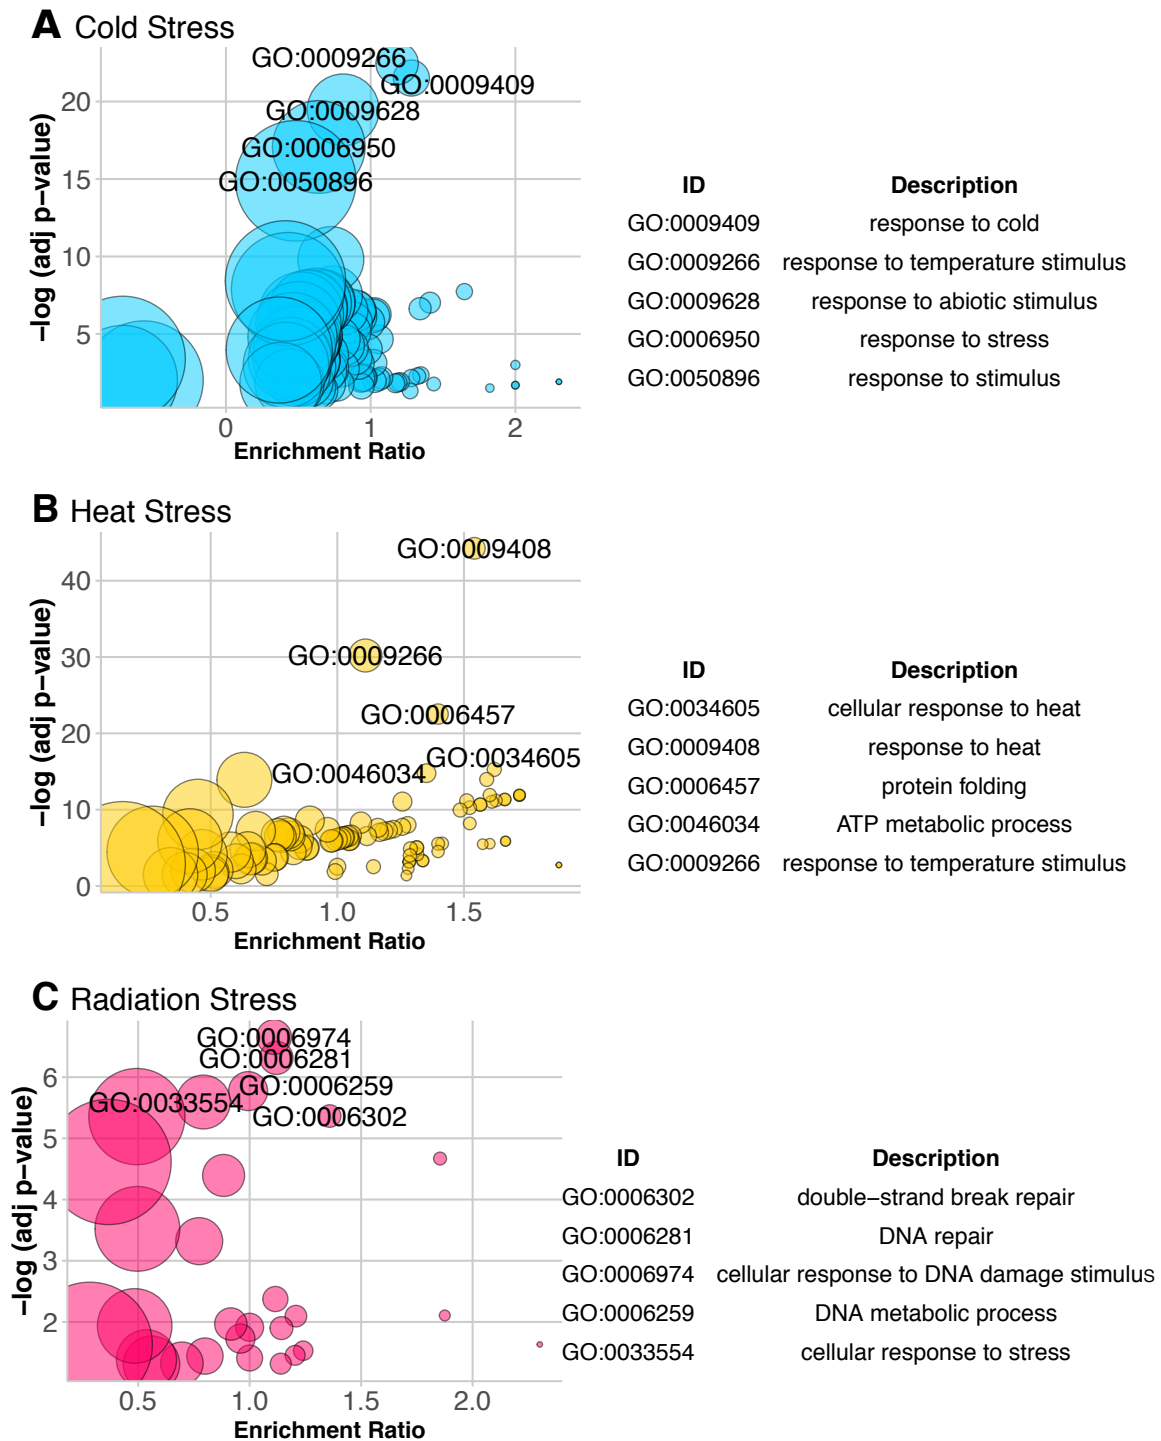 A Cold Stress
GO:0009266
GO:0009409
GO:0009628
GO:0006950
GO:0050896
20
15
10
5
−log (adj p−value)
0 1 2
Enrichment Ratio
ID Description
GO:0009409 response to cold
GO:0009266 response to temperature stimulus
GO:0009628 response to abiotic stimulus
GO:0006950 response to stress
GO:0050896 response to stimulus
B Heat Stress
GO:0009408
GO:0009266
GO:0006457
GO:0034605
GO:0046034
40
30
20
10
0
−log (adj p−value)
0.5 1.0 1.5
Enrichment Ratio
ID Description
GO:0034605 cellular response to heat
GO:0009408 response to heat
GO:0006457 protein folding
GO:0046034 ATP metabolic process
GO:0009266 response to temperature stimulus
C Radiation Stress
GO:0006974
GO:0006281
GO:0006259
GO:0033554
GO:0006302
6
5
4
3
2
−log (adj p−value)
0.5 1.0 1.5 2.0
Enrichment Ratio
ID Description
GO:0006302 double−strand break repair
GO:0006281 DNA repair
GO:0006974 cellular response to DNA damage stimulus
GO:0006259 DNA metabolic process
GO:0033554 cellular response to stress